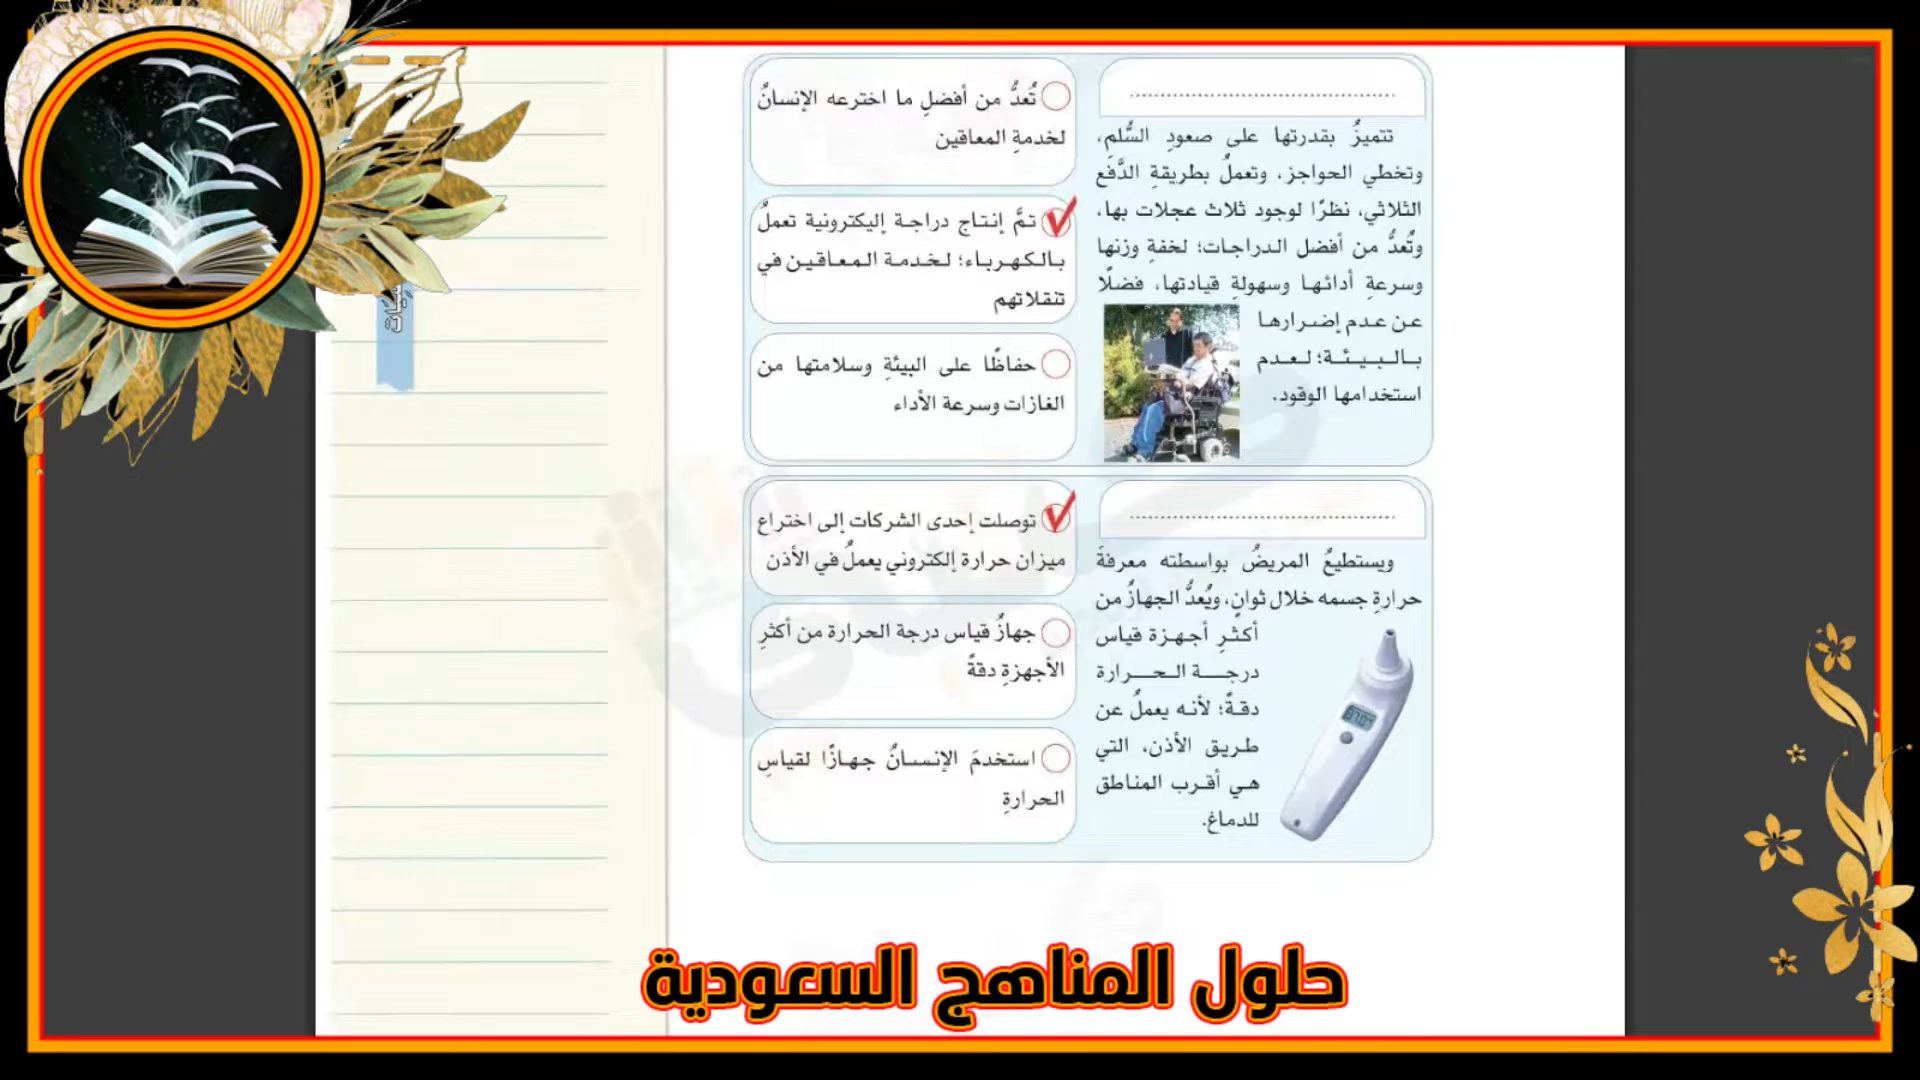 تتميزُ بقدرتها على صعودِ السُّلم،
وتخطي الحواجز، وتعملُ بطريقةِ الدَّفَع
الثلاثي، نظرًا لوجود ثلاث عجلات بها،
وتُعدُّ من أفضل الدراجات؛ لخفةِ وزنها
وسرعةِ أدائها وسهولةِ قيادتها، فضلًا
عن عدم إضرارها
بالبيئة؛ لعدم
استخدامها الوقود.
تُعدُّ من أفضلِ ما اخترعه الإنسانُ
لخدمةِ المعاقين
تمَّ إنتاج دراجة إليكترونية تعملُ
بالكهرباء؛ لخدمة المعاقين في
تنقلاتهم
حفاظًا على البيئةِ وسلامتها من
الغازات وسرعة الأداء
ويستطيعُ المريضُ بواسطته معرفةَ
حرارةِ جسمه خلال ثوانٍ، ويُعدُّ الجهازُ من
أكثرِ أجهزة قياس
درجة الحرارة
دقةً؛ لأنه يعملُ عن
طريق الأذن، التي
هي أقرب المناطق
للدماغ.
توصلت إحدى الشركات إلى اختراع
ميزان حرارة إلكتروني يعملُ في الأذن
جهازُ قياس درجة الحرارة من أكثرِ
الأجهزةِ دقةً
استخدمَ الإنسانُ جهازًا لقياسِ
الحرارةِ
حلول المناهج السعودية